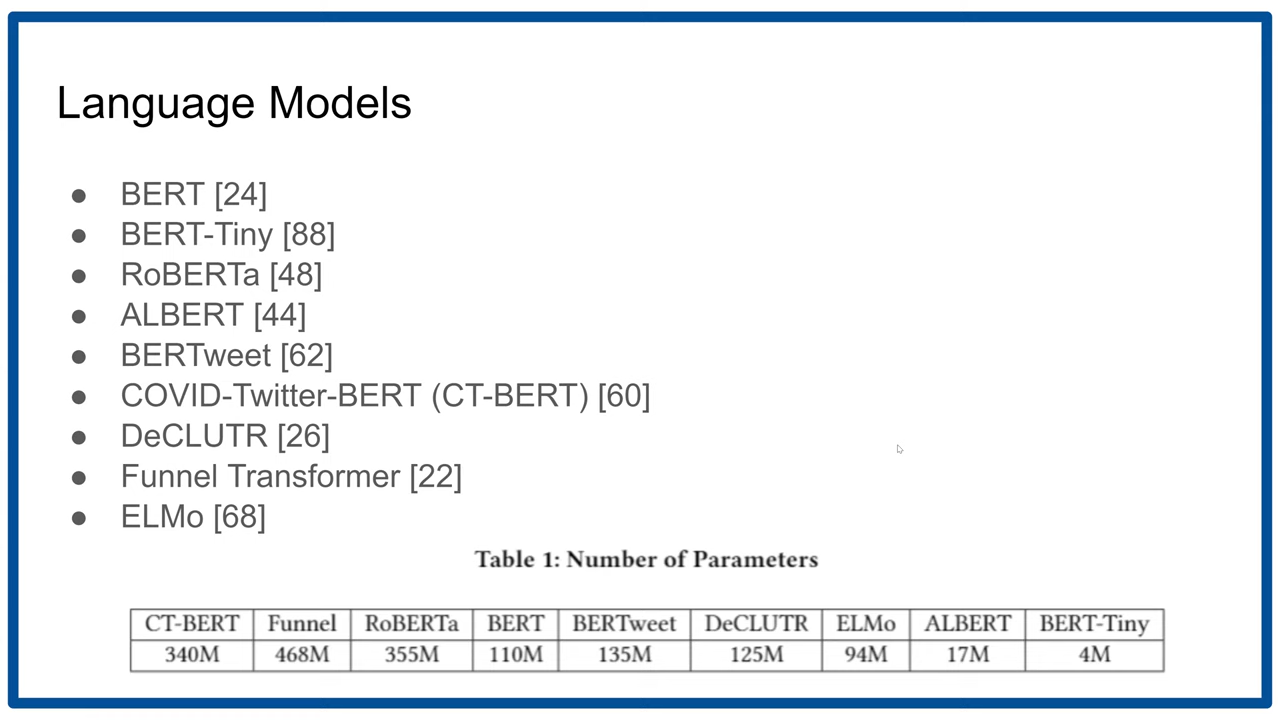 Language Models
● BERT [24]
● BERT-Tiny [88]
● RoBERTa [48]
● ALBERT [44]
● BERTweet [62]
● COVID-Twitter-BERT (CT-BERT) [60]
● DeCLUTR [26]
● Funnel Transformer [22]
● ELMo [68]
Table 1: Number of Parameters
CT-BERT Funnel RoBERTa BERT BERTweet DeCLUTR ELMo ALBERT BERT-Tiny
340M 468M 355M 110M 135M 125M 94M 17M 4M